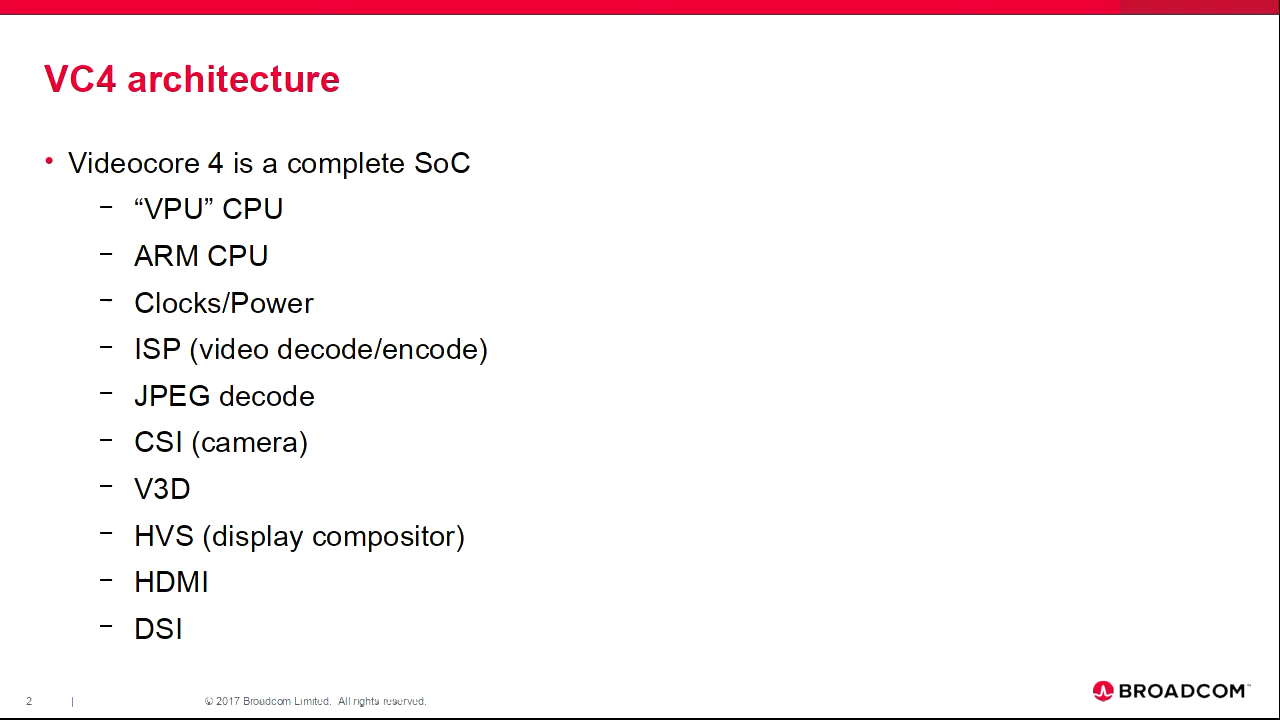 VC4 architecture
• Videocore 4 is a complete SoC
– “VPU” CPU
– ARM CPU
– Clocks/Power
– ISP (video decode/encode)
– JPEG decode
– CSI (camera)
– V3D
– HVS (display compositor)
– HDMI
– DSI
2 | © 2017 Broadcom Limited. All rights reserved.
BROADCOM™